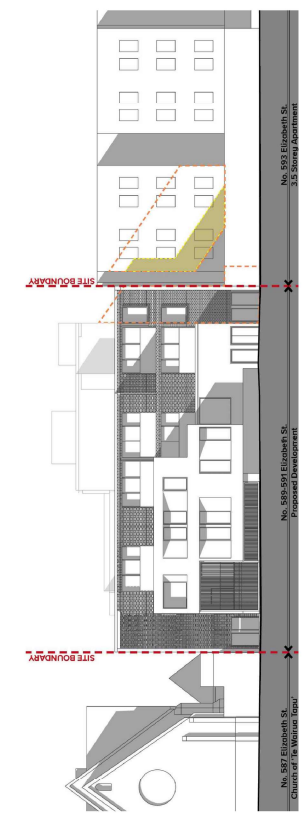 No. 593 Elizabeth St.
3.5 Storey Apartment
SITE BOUNDARY
No. 589-591 Elizabeth St.
Proposed Development
SITE BOUNDARY
No. 587 Elizabeth St.
Church of 'Te Wairua Tapu'